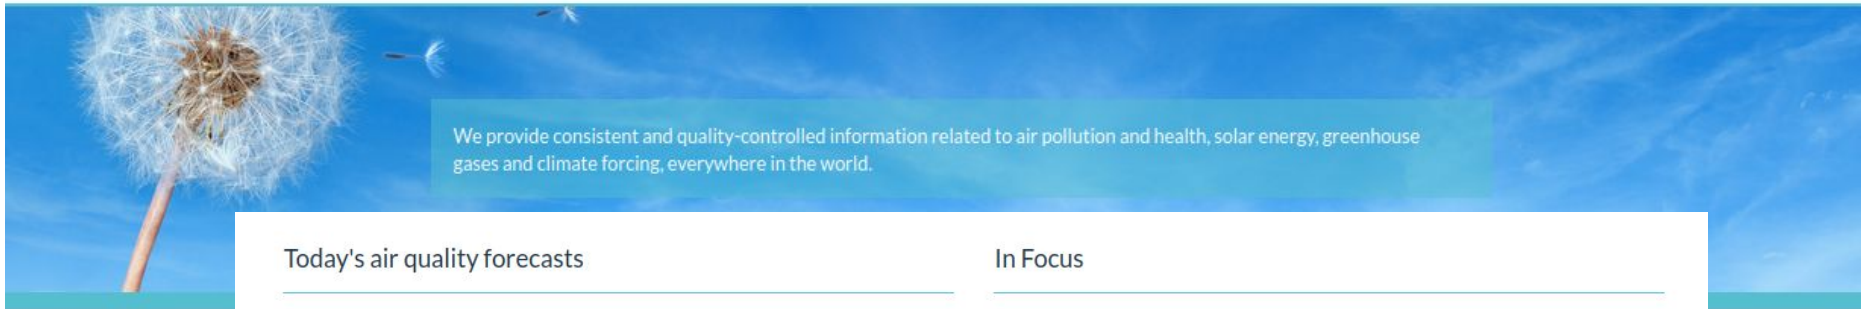 We provide consistent and quality-controlled information related to air pollution and health, solar energy, greenhouse
gases and climate forcing, everywhere in the world.
Today's air quality forecasts
In Focus